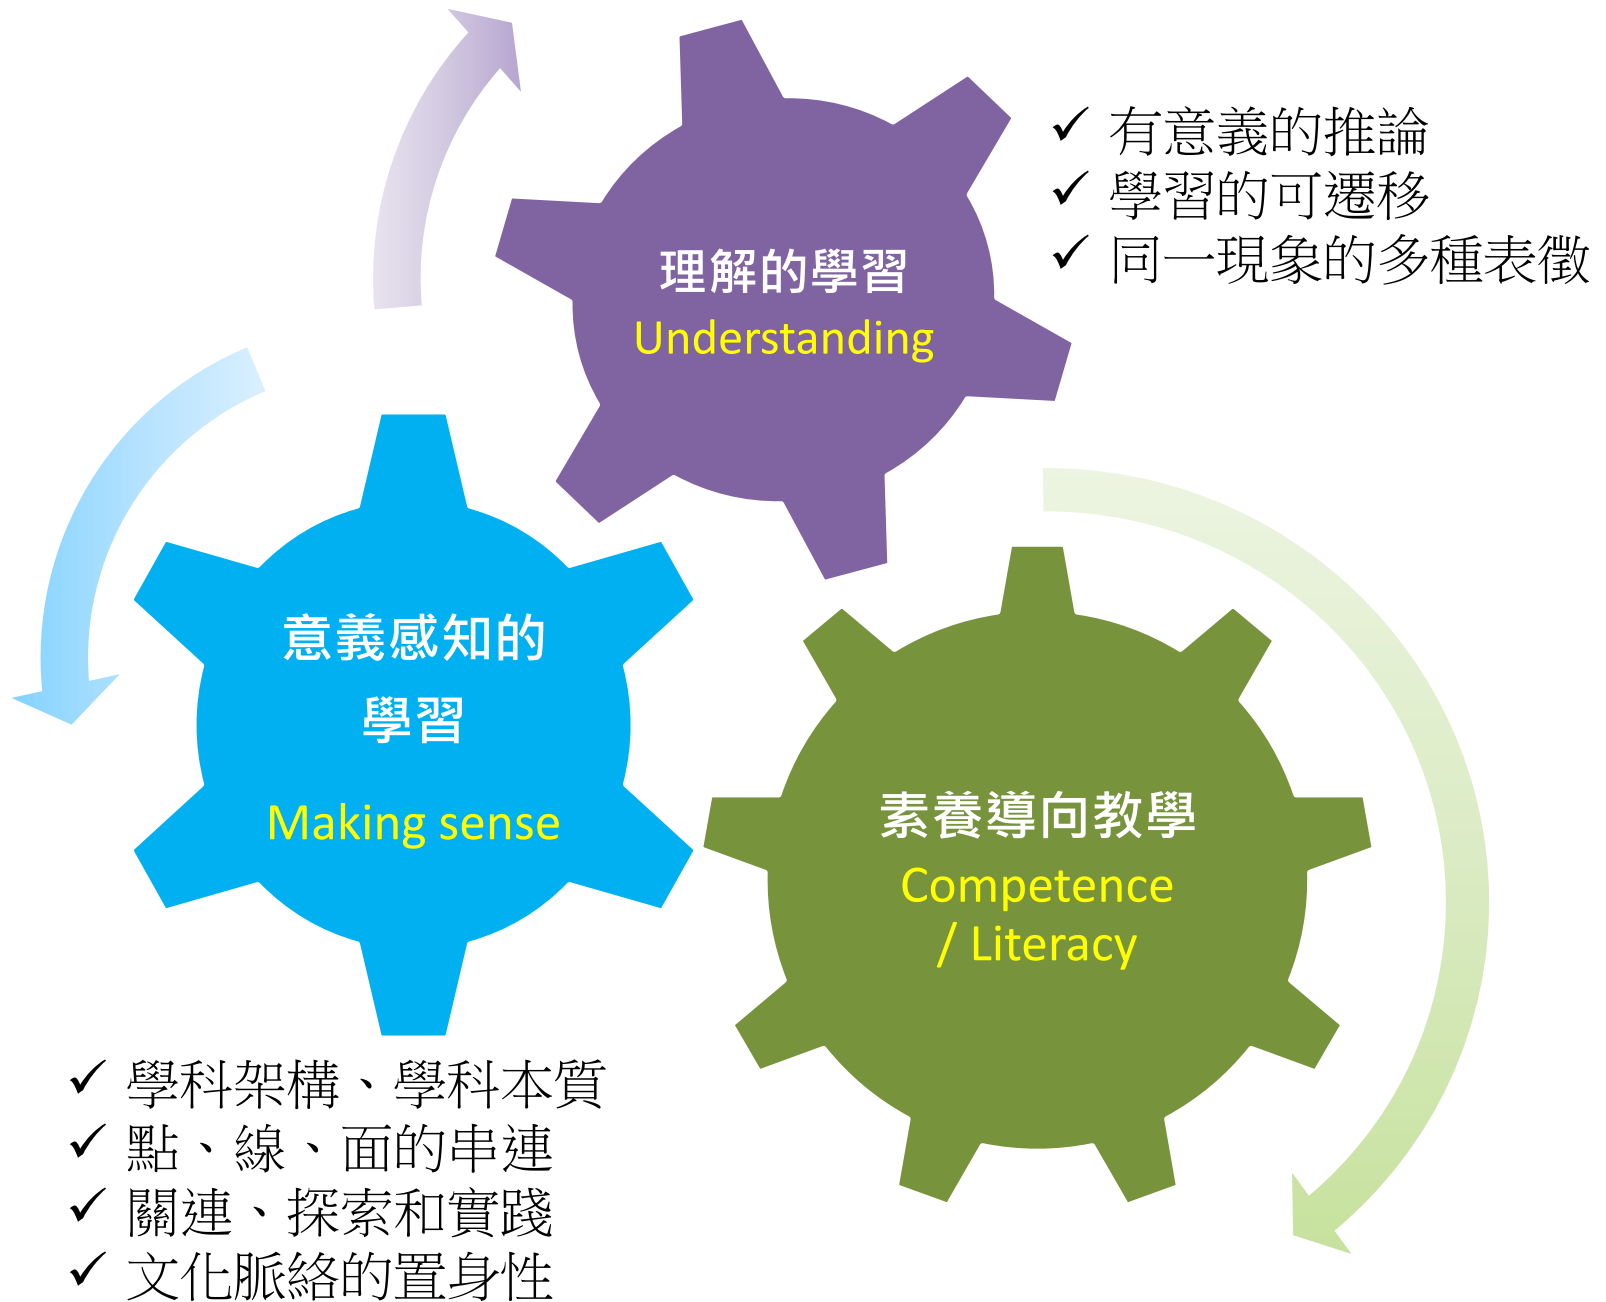 ✓ 有意義的推論
✓ 學習的可遷移
✓ 同一現象的多種表徵
理解的學習
Understanding
意義感知的
學習
Making sense
素養導向教學
Competence
/ Literacy
✓ 學科架構、學科本質
✓ 點、線、面的串連
✓ 關連、探索和實踐
✓ 文化脈絡的置身性